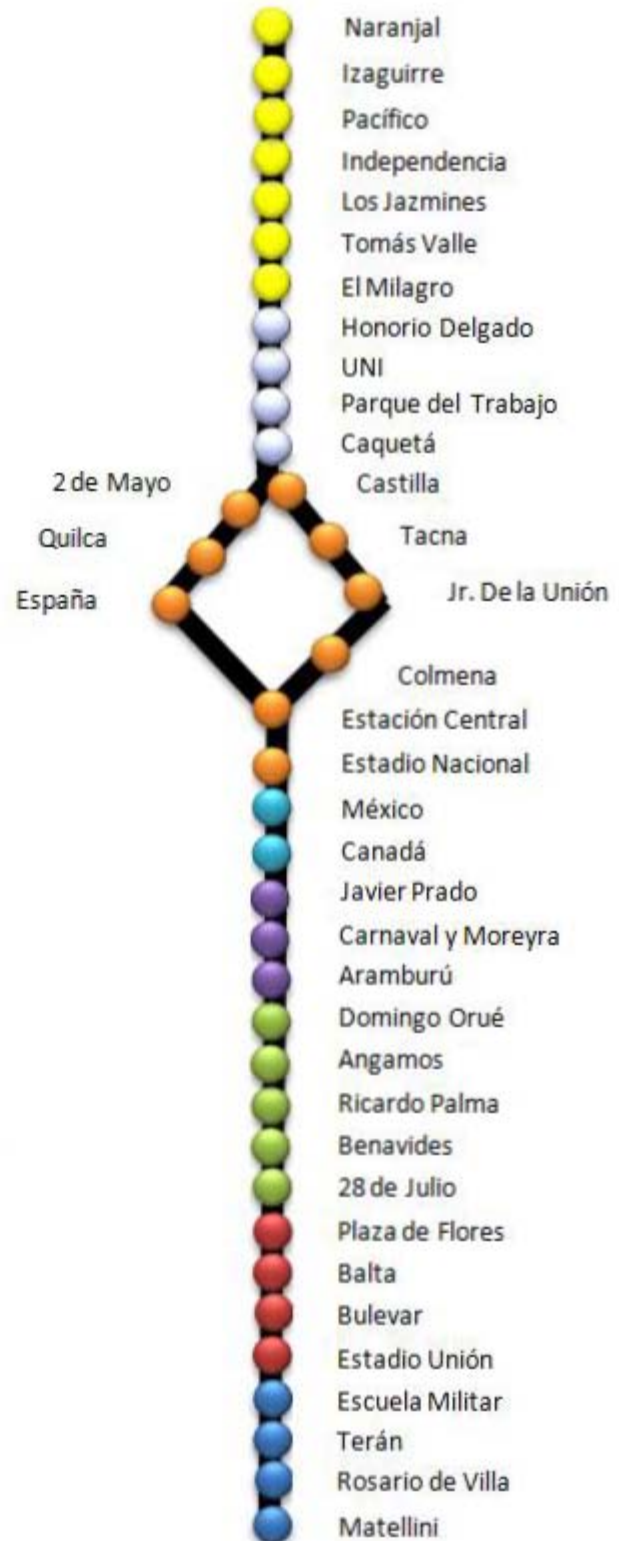 Naranjal
Izaguirre
Pacífico
Independencia
Los Jazmines
Tomás Valle
El Milagro
Honorio Delgado
UNI
Parque del Trabajo
Caquetá
2 de Mayo
Castilla
Quilca
Tacna
España
Jr. De la Unión
Colmena
Estación Central
Estadio Nacional
México
Canadá
Javier Prado
Carnaval y Moreyra
Aramburú
Domingo Orué
Angamos
Ricardo Palma
Benavides
28 de Julio
Plaza de Flores
Balta
Bulevar
Estadio Unión
Escuela Militar
Terán
Rosario de Villa
Matellini